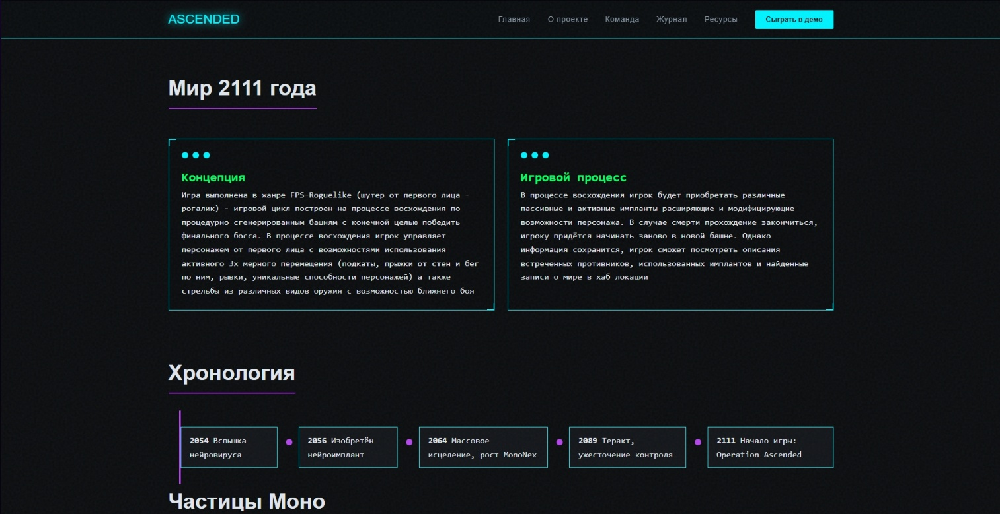 ASCENDED
Главная О проекте Команда Журнал Ресурсы Сыграть в демо
Мир 2111 года
Концепция
Игра выполнена в жанре FPS-Roguelike (шутер от первого лица -
рогалик) - игровой цикл построен на процессе восхождения по
процедурно сгенерированным башням с конечной целью победить
финального босса. В процессе восхождения игрок управляет
персонажем от первого лица с возможностями использования
активного 3х мерного перемещения (подкаты, прыжки от стен и бег
по ним, рывки, уникальные способности персонажей) а также
стрельбы из различных видов оружия с возможностью ближнего боя
Игровой процесс
В процессе восхождения игрок будет приобретать различные
пассивные и активные импланты расширяющие и модифицирующие
возможности персонажа. В случае смерти прохождение закончиться,
игроку придётся начинать заново в новой башне. Однако
информация сохранится, игрок сможет посмотреть описания
встреченных противников, использованных имплантов и найденные
записи о мире в хаб локации
Хронология
2054 Вспышка
нейровируса
2056 Изобретён
нейроимплант
2064 Массовое
исцеление, рост MonoNex
2089 Теракт,
ужесточение контроля
2111 Начало игры:
Operation Ascended
Частицы Моно